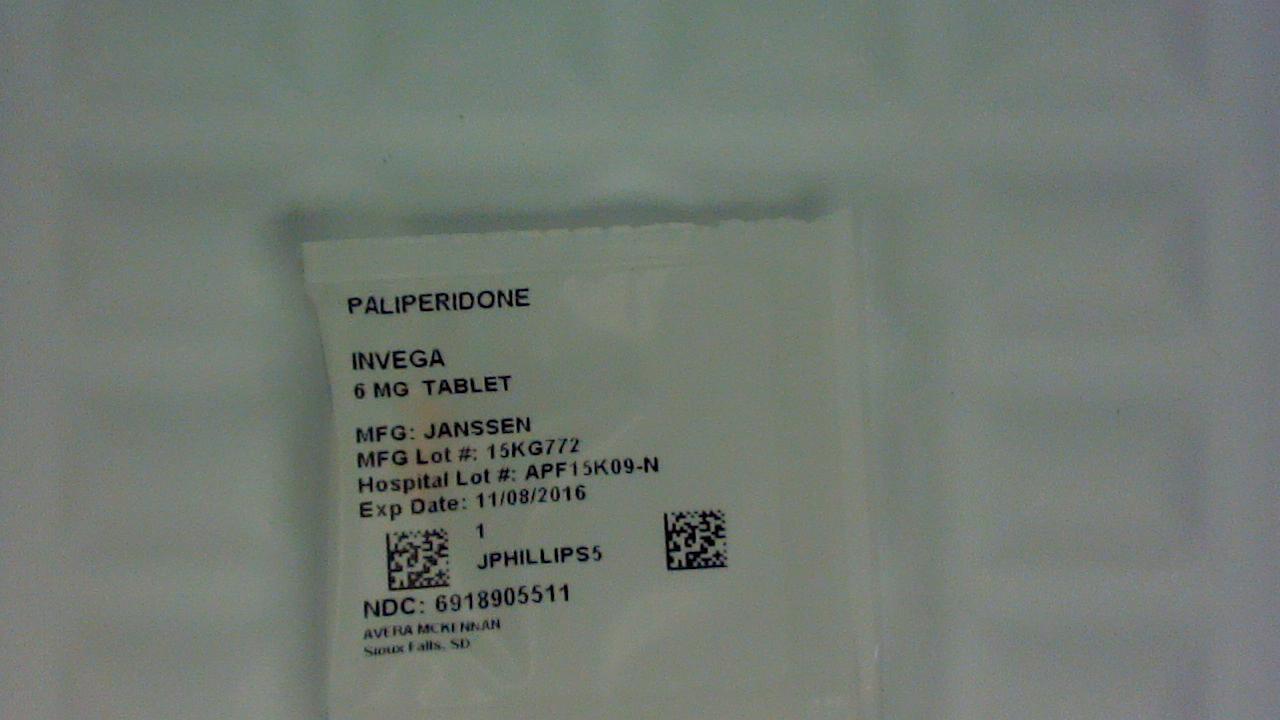 PALIPERIDONE
INVEGA
6 MG TABLET
MFG: JANSSEN
MFG Lot #: 15KG772
Hospital Lot #: APF15K09-N
Exp Date: 11/08/2016
1
JPHILLIPS5
NDC: 6918905511
AVERA MCKENNAN
Sioux Falls, SD